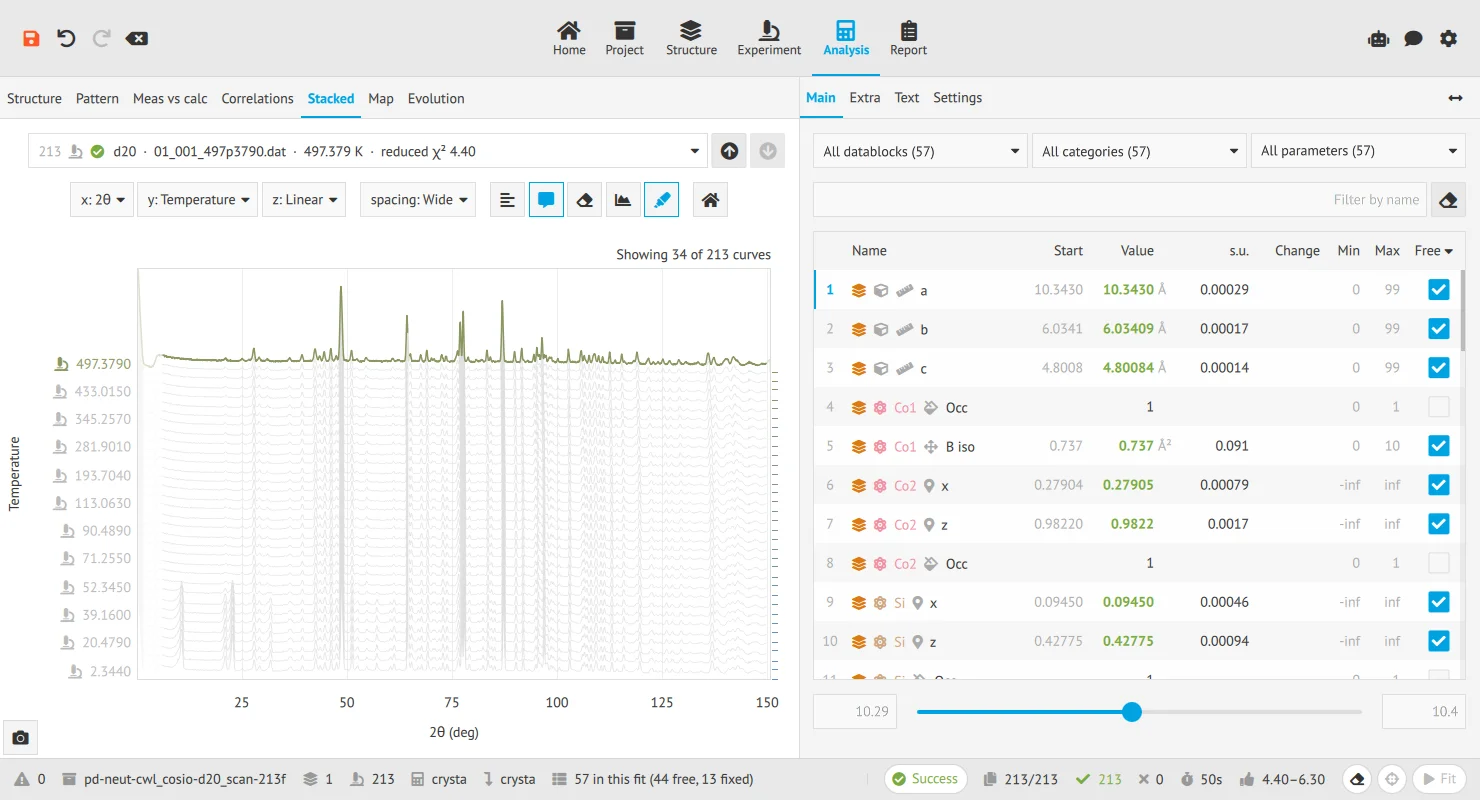 Home Project Structure Experiment Analysis Report
Structure Pattern Meas vs calc Correlations Stacked Map Evolution
213 d20 · 01_001_497p3790.dat · 497.379 K · reduced χ² 4.40
x: 2θ y: Temperature z: Linear spacing: Wide
Showing 34 of 213 curves
497.3790
433.0150
345.2570
281.9010
193.7040
113.0630
90.4890
71.2550
52.3450
39.1600
20.4790
2.3440
Temperature
25 50 75 100 125 150
2θ (deg)
Main Extra Text Settings
All datablocks (57) All categories (57) All parameters (57)
Filter by name
Name Start Value s.u. Change Min Max Free
1 a 10.3430 10.3430 Å 0.00029 0 99
2 b 6.0341 6.03409 Å 0.00017 0 99
3 c 4.8008 4.80084 Å 0.00014 0 99
4 Co1 Occ 1 0 1
5 Co1 B iso 0.737 0.737 Å² 0.091 0 10
6 Co2 x 0.27904 0.27905 0.00079 -inf inf
7 Co2 z 0.98220 0.9822 0.0017 -inf inf
8 Co2 Occ 1 0 1
9 Si x 0.09450 0.09450 0.00046 -inf inf
10 Si z 0.42775 0.42775 0.00094 -inf inf
10.29 10.4
0 pd-neut-cwl_cosio-d20_scan-213f 1 213 crysta crysta 57 in this fit (44 free, 13 fixed) Success 213/213 213 0 50s 4.40–6.30 Fit